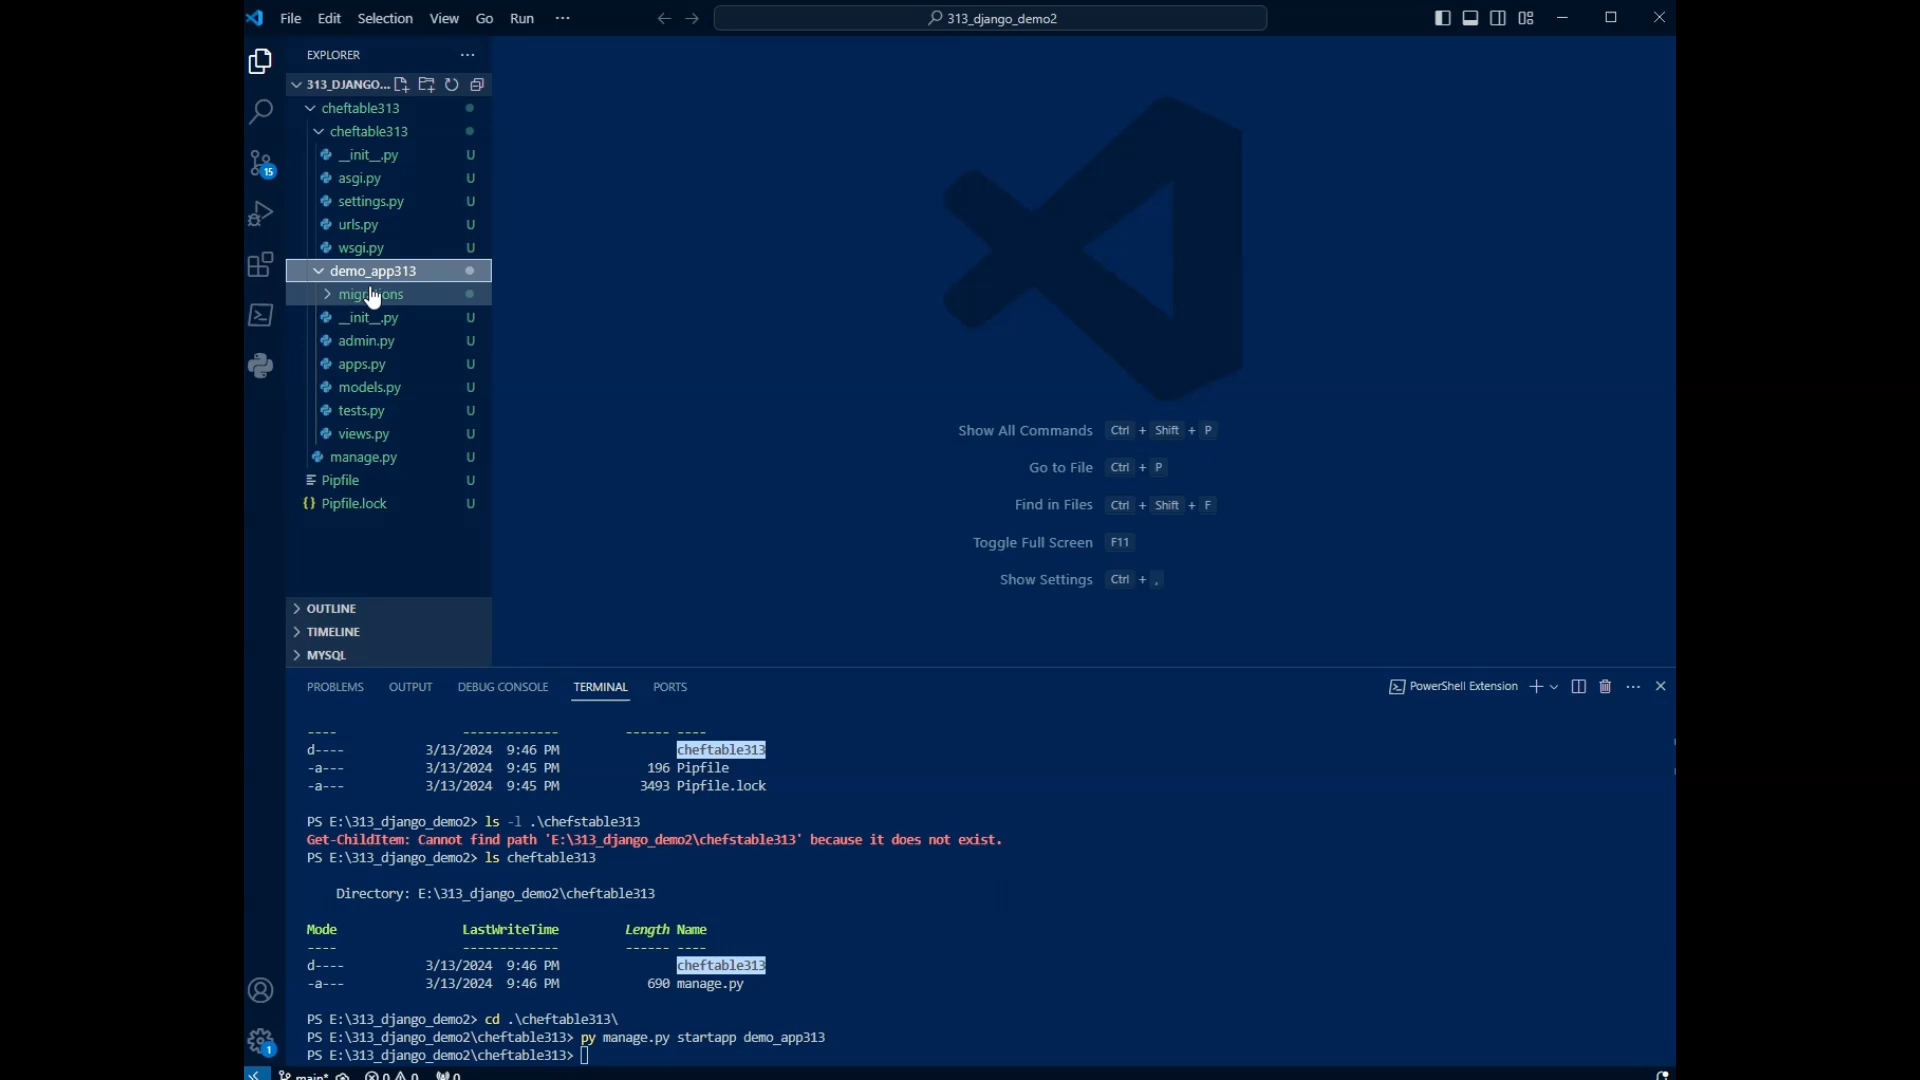 File Edit Selection View Go Run ···
313_django_demo2
EXPLORER ···
313_DJANGO...
cheftable313
cheftable313
__init__.py U
asgi.py U
settings.py U
urls.py U
wsgi.py U
demo_app313
migrations
__init__.py U
admin.py U
apps.py U
models.py U
tests.py U
views.py U
manage.py U
Pipfile U
{} Pipfile.lock U
15
Show All Commands Ctrl + Shift + P
Go to File Ctrl + P
Find in Files Ctrl + Shift + F
Toggle Full Screen F11
Show Settings Ctrl + ,
OUTLINE
TIMELINE
MYSQL
PROBLEMS OUTPUT DEBUG CONSOLE TERMINAL PORTS
PowerShell Extension
---- ------------- ------ ----
d---- 3/13/2024 9:46 PM cheftable313
-a--- 3/13/2024 9:45 PM 196 Pipfile
-a--- 3/13/2024 9:45 PM 3493 Pipfile.lock
PS E:\313_django_demo2> ls -l .\chefstable313
Get-ChildItem: Cannot find path 'E:\313_django_demo2\chefstable313' because it does not exist.
PS E:\313_django_demo2> ls cheftable313
Directory: E:\313_django_demo2\cheftable313
Mode LastWriteTime Length Name
---- ------------- ------ ----
d---- 3/13/2024 9:46 PM cheftable313
-a--- 3/13/2024 9:46 PM 690 manage.py
PS E:\313_django_demo2> cd .\cheftable313\
PS E:\313_django_demo2\cheftable313> py manage.py startapp demo_app313
PS E:\313_django_demo2\cheftable313>
1
main* 0 0 0